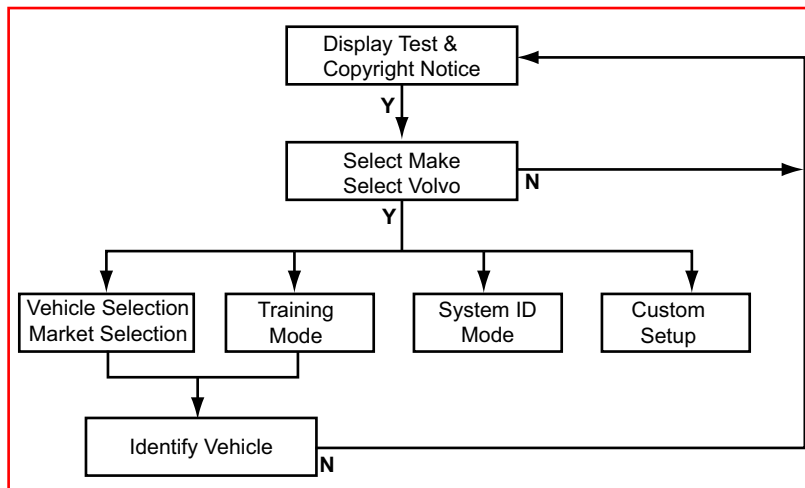 Display Test &
Copyright Notice
Y
Select Make
Select Volvo
N
Y
Vehicle Selection
Market Selection
Training
Mode
System ID
Mode
Custom
Setup
Identify Vehicle
N